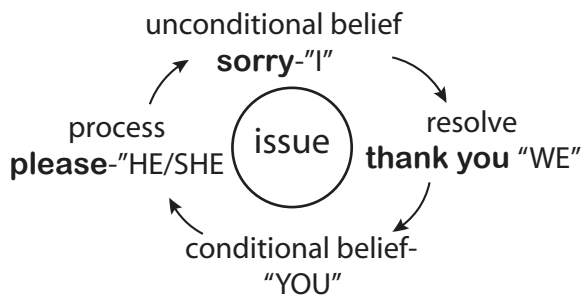 unconditional belief
sorry-"I"
process
please-"HE/SHE
issue
resolve
thank you "WE"
conditional belief-
"YOU"